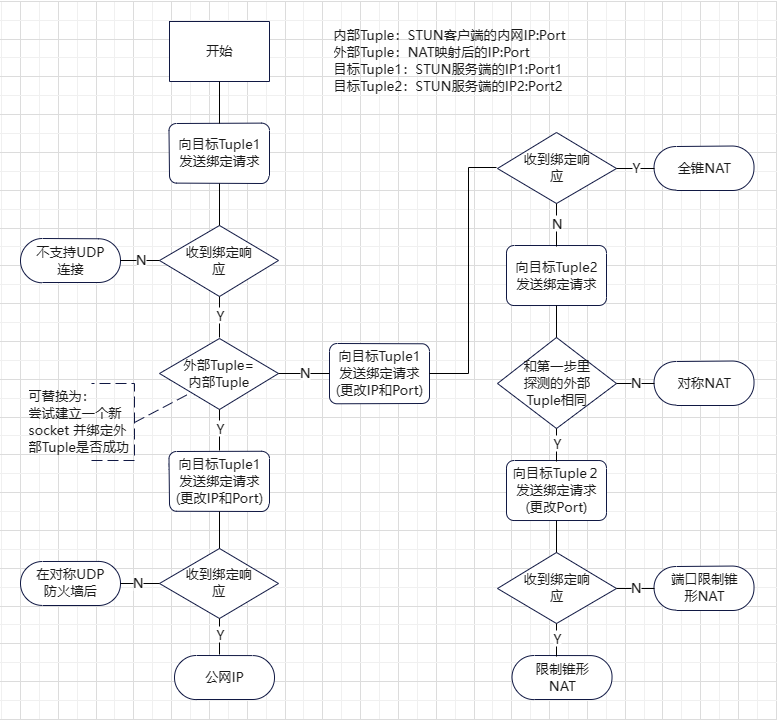 开始
内部Tuple：STUN客户端的内网IP:Port
外部Tuple：NAT映射后的IP:Port
目标Tuple1：STUN服务端的IP1:Port1
目标Tuple2：STUN服务端的IP2:Port2
向目标Tuple1
发送绑定请求
收到绑定响
应
N
不支持UDP
连接
Y
外部Tuple=
内部Tuple
可替换为：
尝试建立一个新
socket 并绑定外
部Tuple是否成功
N
向目标Tuple1
发送绑定请求
(更改IP和Port)
Y
向目标Tuple1
发送绑定请求
(更改IP和Port)
收到绑定响
应
N
在对称UDP
防火墙后
Y
公网IP
收到绑定响
应
Y
全锥NAT
N
向目标Tuple2
发送绑定请求
和第一步里
探测的外部
Tuple相同
N
对称NAT
Y
向目标Tuple 2
发送绑定请求
(更改Port)
收到绑定响
应
N
端口限制锥
形NAT
Y
限制锥形
NAT